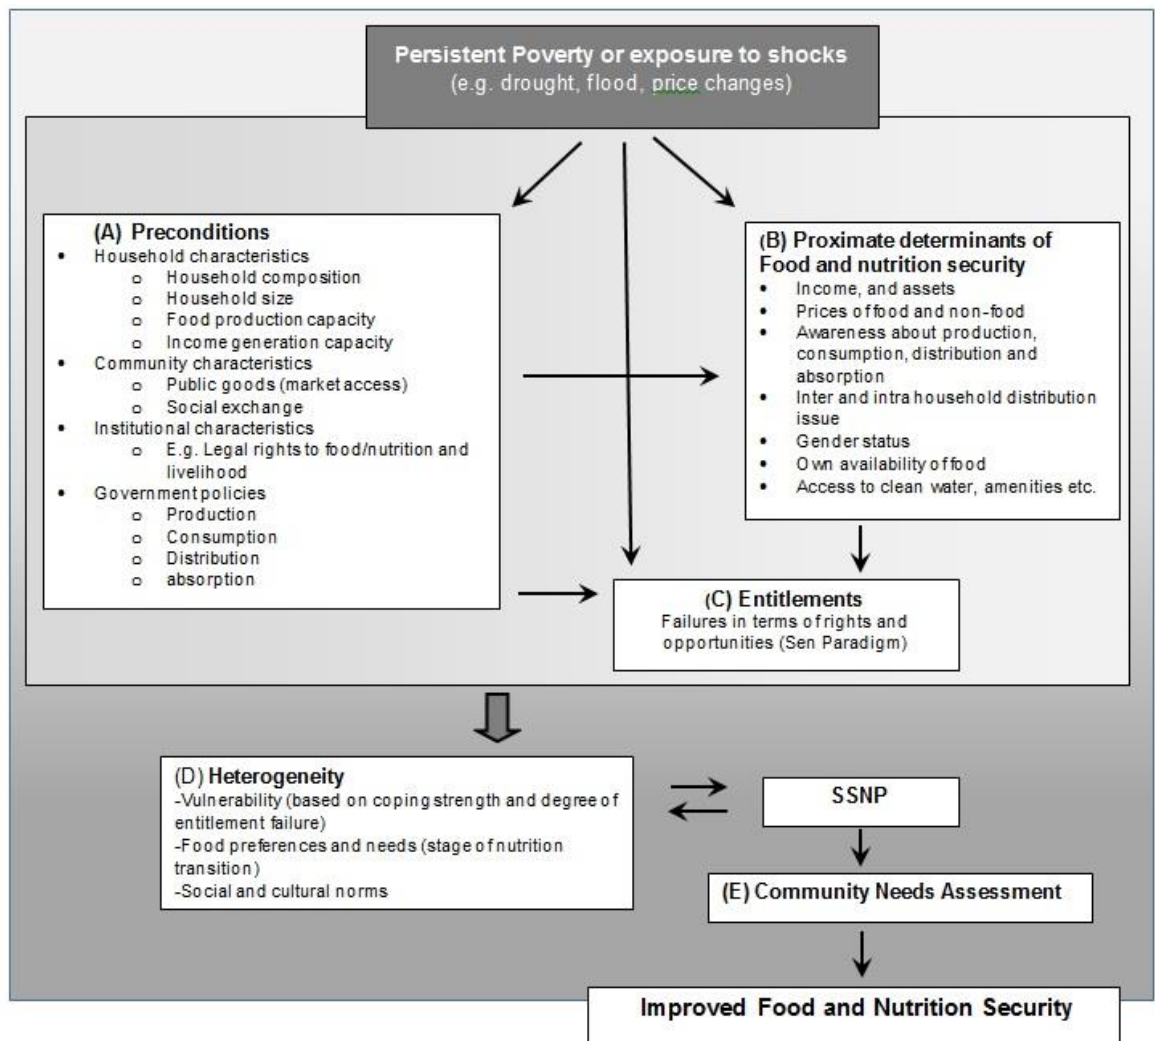 Persistent Poverty or exposure to shocks
(e.g. drought, flood, price changes)
(A) Preconditions
• Household characteristics
o Household composition
o Household size
o Food production capacity
o Income generation capacity
• Community characteristics
o Public goods (market access)
o Social exchange
• Institutional characteristics
o E.g. Legal rights to food/nutrition and
livelihood
• Government policies
o Production
o Consumption
o Distribution
o absorption
(B) Proximate determinants of
Food and nutrition security
• Income, and assets
• Prices of food and non-food
• Awareness about production,
consumption, distribution and
absorption
• Inter and intra household distribution
issue
• Gender status
• Own availability of food
• Access to clean water, amenities etc.
(C) Entitlements
Failures in terms of rights and
opportunities (Sen Paradigm)
(D) Heterogeneity
-Vulnerability (based on coping strength and degree of
entitlement failure)
-Food preferences and needs (stage of nutrition
transition)
-Social and cultural norms
SSNP
(E) Community Needs Assessment
Improved Food and Nutrition Security